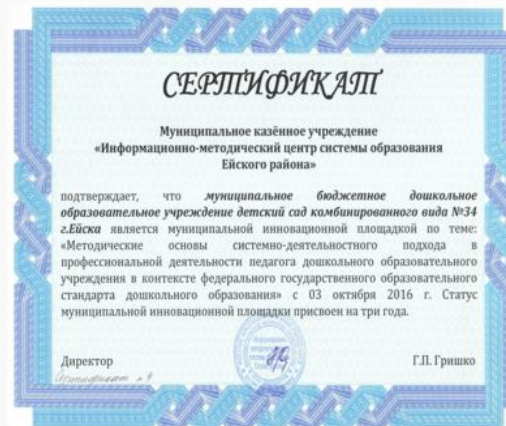 СЕРТИФИКАТ
Муниципальное казённое учреждение
«Информационно-методический центр системы образования
Ейского района»
подтверждает, что муниципальное бюджетное дошкольное
образовательное учреждение детский сад комбинированного вида №34
г.Ейска является муниципальной инновационной площадкой по теме:
«Методические основы системно-деятельностного подхода в
профессиональной деятельности педагога дошкольного образовательного
учреждения в контексте федерального государственного образовательного
стандарта дошкольного образования» с 03 октября 2016 г. Статус
муниципальной инновационной площадки присвоен на три года.
Директор Г.П. Гришко
Сертификат №4